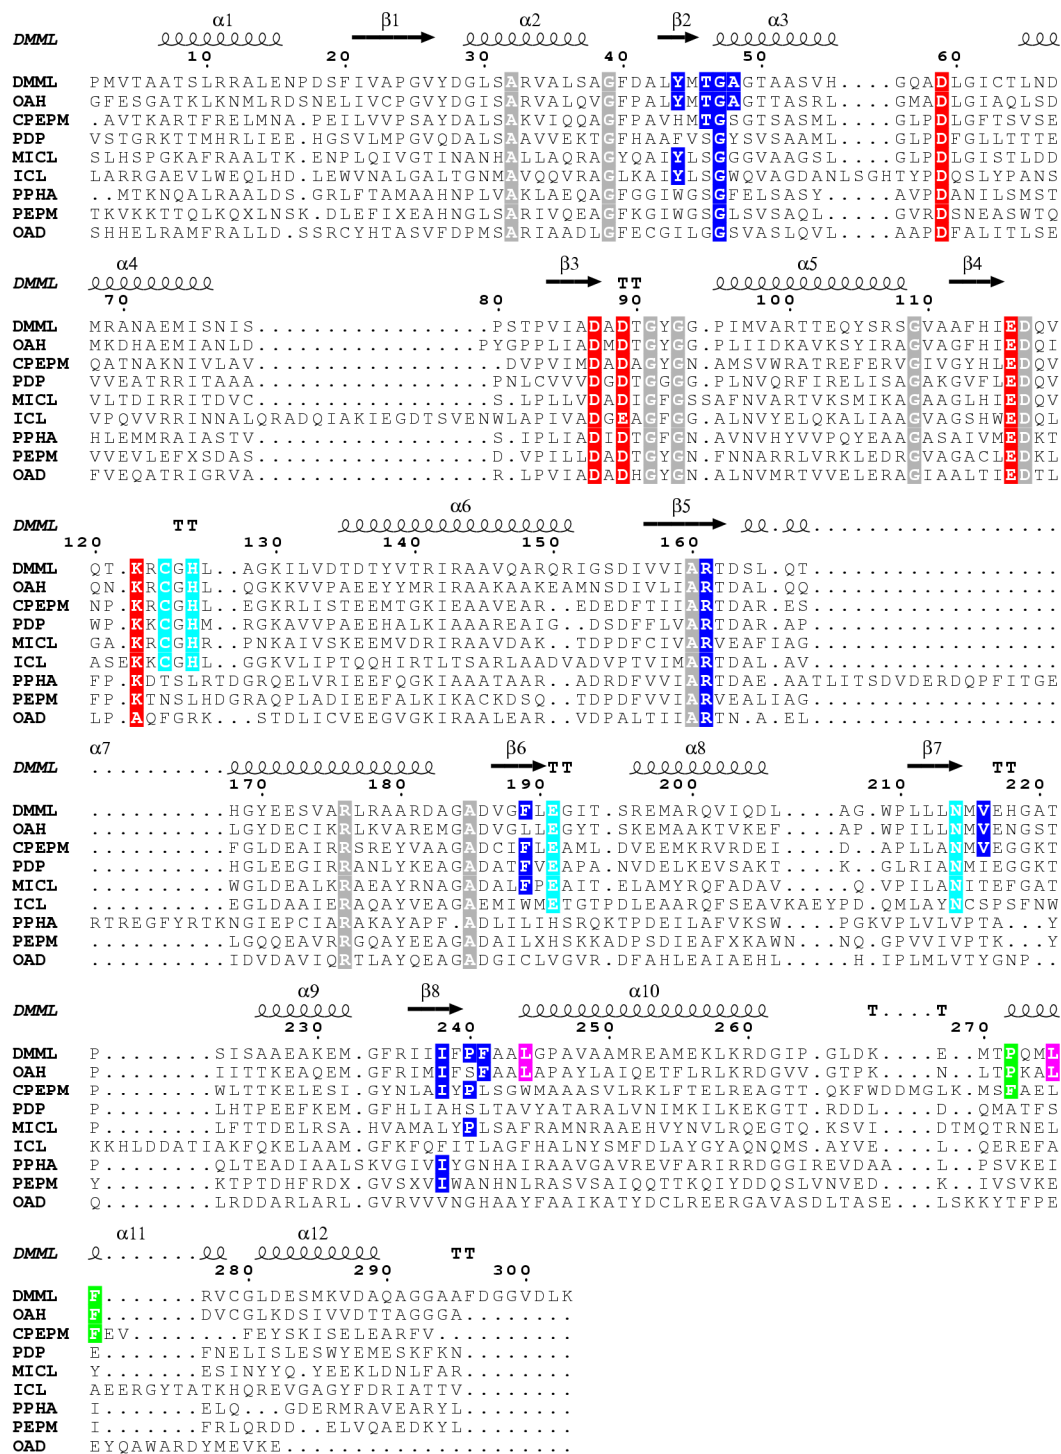 α1 β1 α2 β2 α3
DMML
10 20 30 40 50 60
DMML PMVTAATSLRRALENPDSFIVAPGVYDGLSARVALSAGFDALYMTGAGTAASVH....GQADLGICTLND
OAH GFESGATKLKNMLRDSNELIVCPGVYDGISARVALQVGFPALYMTGAGTTASRL....GMADLGIAQLSD
CPEPM .AVTKARTFRELMNA.PEILVVPSAYDALSAKVIQQAGFPAVHMTGSGTSASML....GLPDLGFTSVSE
PDP VSTGRKTTMHRLIEE.HGSVLMPGVQDALSAAVVEKTGFHAAFVSGYSVSAAML....GLPDFGLLTTTE
MICL SLHSPGKAFRAALTK.ENPLQIVGTINANHALLAQRAGYQAIYLSGGGVAAGSL....GLPDLGISTLDD
ICL LARRGAEVLWEQLHD.LEWVNALGALTGNMAVQQVRAGLKAIYLSGWQVAGDANLSGHTYPDQSLYPANS
PPHA ..MTKNQALRAALDS.GRLFTAMAAHNPLVAKLAEQAFGGIWGSGFELSASY....AVPDANILSMST
PEPM TKVKKTTQLKQXLNSK.DLEFIXEAHNGLSARIVQEAGFKGIWGSGLSVSAQL....GVRDSNEASWTQ
OAD SHHELRAMFRALLD.SSRCYHTASVFDPMSARIAADLGFECGILGGSVASLQVL....AAPDFALITLSE
α4 β3 α5 β4
DMML TT
70 80 90 100 110
DMML MRANAEMISNIS.................PSTPVIADADTGYGG.PIMVARTTEQYSRSGVAAFHIEDQV
OAH MKDHAEMIANLD................PYGPPLIADMDTGYGG.PLIIDKAVKSYIRAGVAGFHIEDQI
CPEPM QATNAKNIVLAV..................DVPVIMDADAGYGN.AMSVWRATREFERVGIVGYHLEDQV
PDP VVEATRRITAAA.................PNLCVVVDGDTGGGG.PLNVQRFIRELISAGAKGVFLEDQV
MICL VLTDIRRITDVC.................S.LPLLVDADIGFGSSAFNVARTVKSMIKAGAAGLHIEDQV
ICL VPQVVRRINNALQRADQIAKIEGDTSVENWLAPIVADGEAGFGG.ALNVYELQKALIAAGVAGSHWEDQL
PPHA HLEMMRAIASTV.................S.IPLIADIDTGFGN.AVNVHYVVPQYEAAGASAIVMEDKT
PEPM VVEVLEFXSDAS.................D.VPILLDADTGYGN.FNNARRLVRKLEDRGVAGACLEDKL
OAD FVEQATRIGRVA.................R.LPVIADADHGYGN.ALNVMRTVVELERAGIAALTIEDTL
α6 β5
DMML TT
120 130 140 150 160
DMML QT.KRCGHL..AGKILVDTDTYVTRIRAAVQARQRIGSDIVVIARTDSL.QT...................
OAH QN.KRCGHL..QGKKVVPAEEYYMRIRAAKAAKEAMNSDIVLIARTDALQ.T...................
CPEPM NP.KRCGHL..EGKRLISTEEMTGKIEAAVEAR..EDEDFTIIARTDAR.ES...................
PDP WP.KKCGHM..RGKAVVPAEEHALKIAAAREAIG..DSDFFLVARTDAR.AP...................
MICL GA.KRCGHR..PNKAIVSKEEMVDRIRAAVDAK..TDPDFCIVARVEAFIAG...................
ICL ASEKKCGHL..GGKVLIPTQQHIRTLTSARLAADVADVPTVIMARTDAL.AV...................
PPHA FP.KDTSLRTDGRQELVRIEEFQGKIAAATAAR..ADRDFVVIARTDAE.AATLITSDVDERDQPFITGE
PEPM FP.KTNSLHDGRAQPLADIEEFALKIKACKDSQ..TDPDFVVIARVEALIAG...................
OAD LP.AQFGRK...STDLICVEEGVGKIRAALEAR..VDPALTIIARTN.A.EL...................
α7 β6 α8 β7
DMML .......... TT TT
170 180 190 200 210 220
DMML ..........HGYEESVARLRAARDAGADVGFLEGIT.SREMARQVIQDL...AG.WPLLLNMVEHGAT
OAH ..........LGYDECIKRLKVAREMGADVGLLEGYT.SKEMAAKTVKEF...AP.WPILLNMVENGST
CPEPM ..........FGLDEAIRRSREYVAAGADCIFLEAML.DVEEMKRVRDEI...D.APLLANMVEGGKT
PDP ..........HGLEEGIRRANLYKEAGADATFVEAPA.NVDELKEVSAKT...K.GLRIANMIEGGKT
MICL ..........WGLDEALKRAEAYRNAGADALFPEAIT.ELAMYRQFADAV...Q.VPILANITEFGAT
ICL ..........EGLDAAIERAQAYVEAGAEMIWMETGTPDLEAARQFSEAVKAEYPD.QMLAYNCSPSFNW
PPHA RTREGFYRTKNGIEPCIARAKAYAPF.ADLIWMETSRQKTPDEILAFVKSW...PGKVPLVLVPTA...Y
PEPM ..........LGQQEAVRRGQAYEEAGADAILXHSKKADPSDIEAFXKAWN...NQ.GPVVIVPTK...Y
OAD ..........IDVDAVIQRTLAYQEAGADGICLVGVR.DFAHLEAIAEHL...H.IPLMLVTYGNP..
α9 β8 α10
DMML T....T
230 240 250 260 270
DMML P.......SISAAEAKEM.GFRIIIFPFAALGPAVAAMREAMEKLKRDGIP.GLDK...E..MTPQML
OAH P.......IITTKEAQEM.GFRIMIFSFAALAPAYLAIQETFLRLKRDGVV.GTPK...N..LTPKAL
CPEPM P.......WLTTKELESI.GYNLAIYPLSGWMAAASVLRKLFTELREAGTT.QKFWDDMGLK.MSFAEL
PDP P.......LHTPEEFKEM.GFHLIAHSLTAVYATARALVNIMKILKEKGTT.RDDL...D..QMATFS
MICL P.......LFTTDELRSA.HVAMALYPLSAFRAMNRAAEHVYNVLRQEGTQ.KSVI...DTMQTRNEL
ICL KKHLDDATIAKFQKELAAM.GFKFQFITLAGFHALNYSMFDLAYGYAQNQMS.AYVE...L..QEREFA
PPHA P.......QLTEADIAALSKVGIVIYGNHAIRAAVGAVREVFARIRRDGGIREVDAA...L..PSVKEI
PEPM Y.......KTPTDHFRDX.GVSXVIWANHNLRASVSAIQQTTKQIYDDQSLVNVED...K..IVSVKE
OAD Q.......LRDDARLARL.GVRVVVNGHAAYFAAIKATYDCLREERGAVASDLTASE...LSKKYTFPE
α11 α12
DMML TT
280 290 300
DMML F.......RVCGLDESMKVDAQAGGAAFDGGVDLK
OAH F.......DVCGLKDSIVVDTTAGGGA........
CPEPM FEV........FEYSKISELEARFV..........
PDP E.......FNELISLESWYEMESKFKN........
MICL Y.......ESINYYQ.YEEKLDNLFAR........
ICL AEERGYTATKHQREVGAGYFDRIATTV........
PPHA I.......ELQ...GDERMRAVEARYL........
PEPM I.......FRLQRDD..ELVQAEDKYL........
OAD EYQAWARDYMEVKE.....................